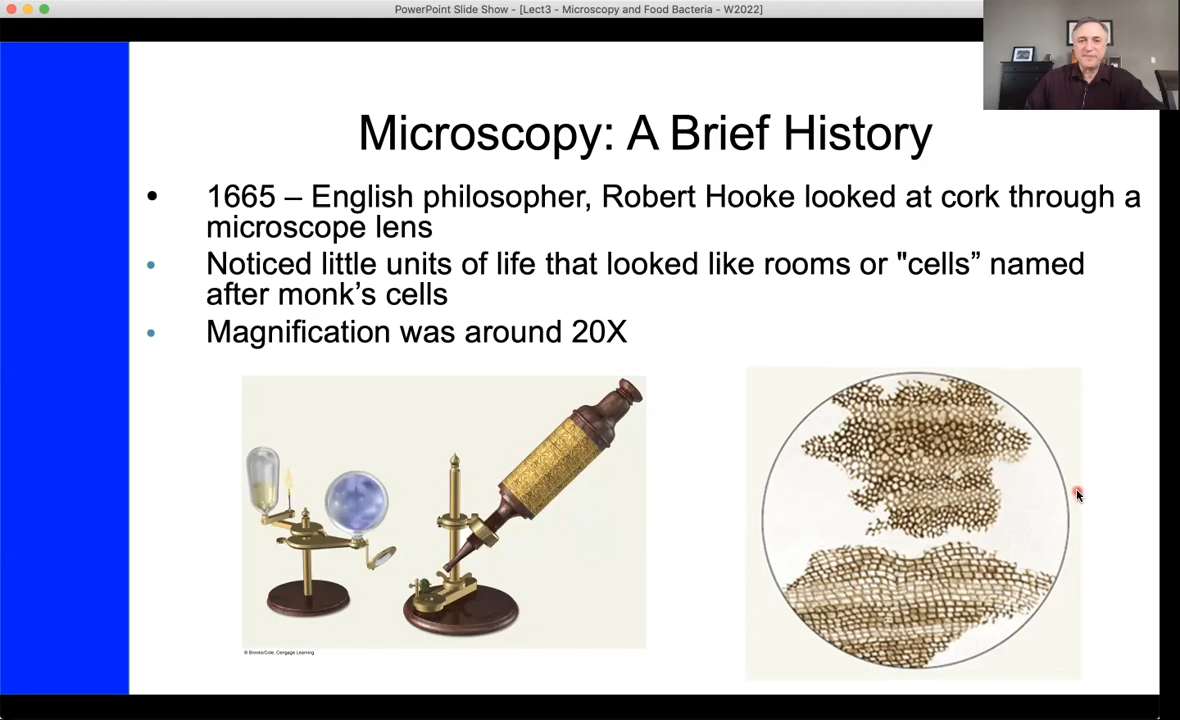 PowerPoint Slide Show - [Lect3 - Microscopy and Food Bacteria - W2022]
Microscopy: A Brief History
• 1665 – English philosopher, Robert Hooke looked at cork through a
microscope lens
• Noticed little units of life that looked like rooms or "cells” named
after monk’s cells
• Magnification was around 20X
© Brooks/Cole, Cengage Learning